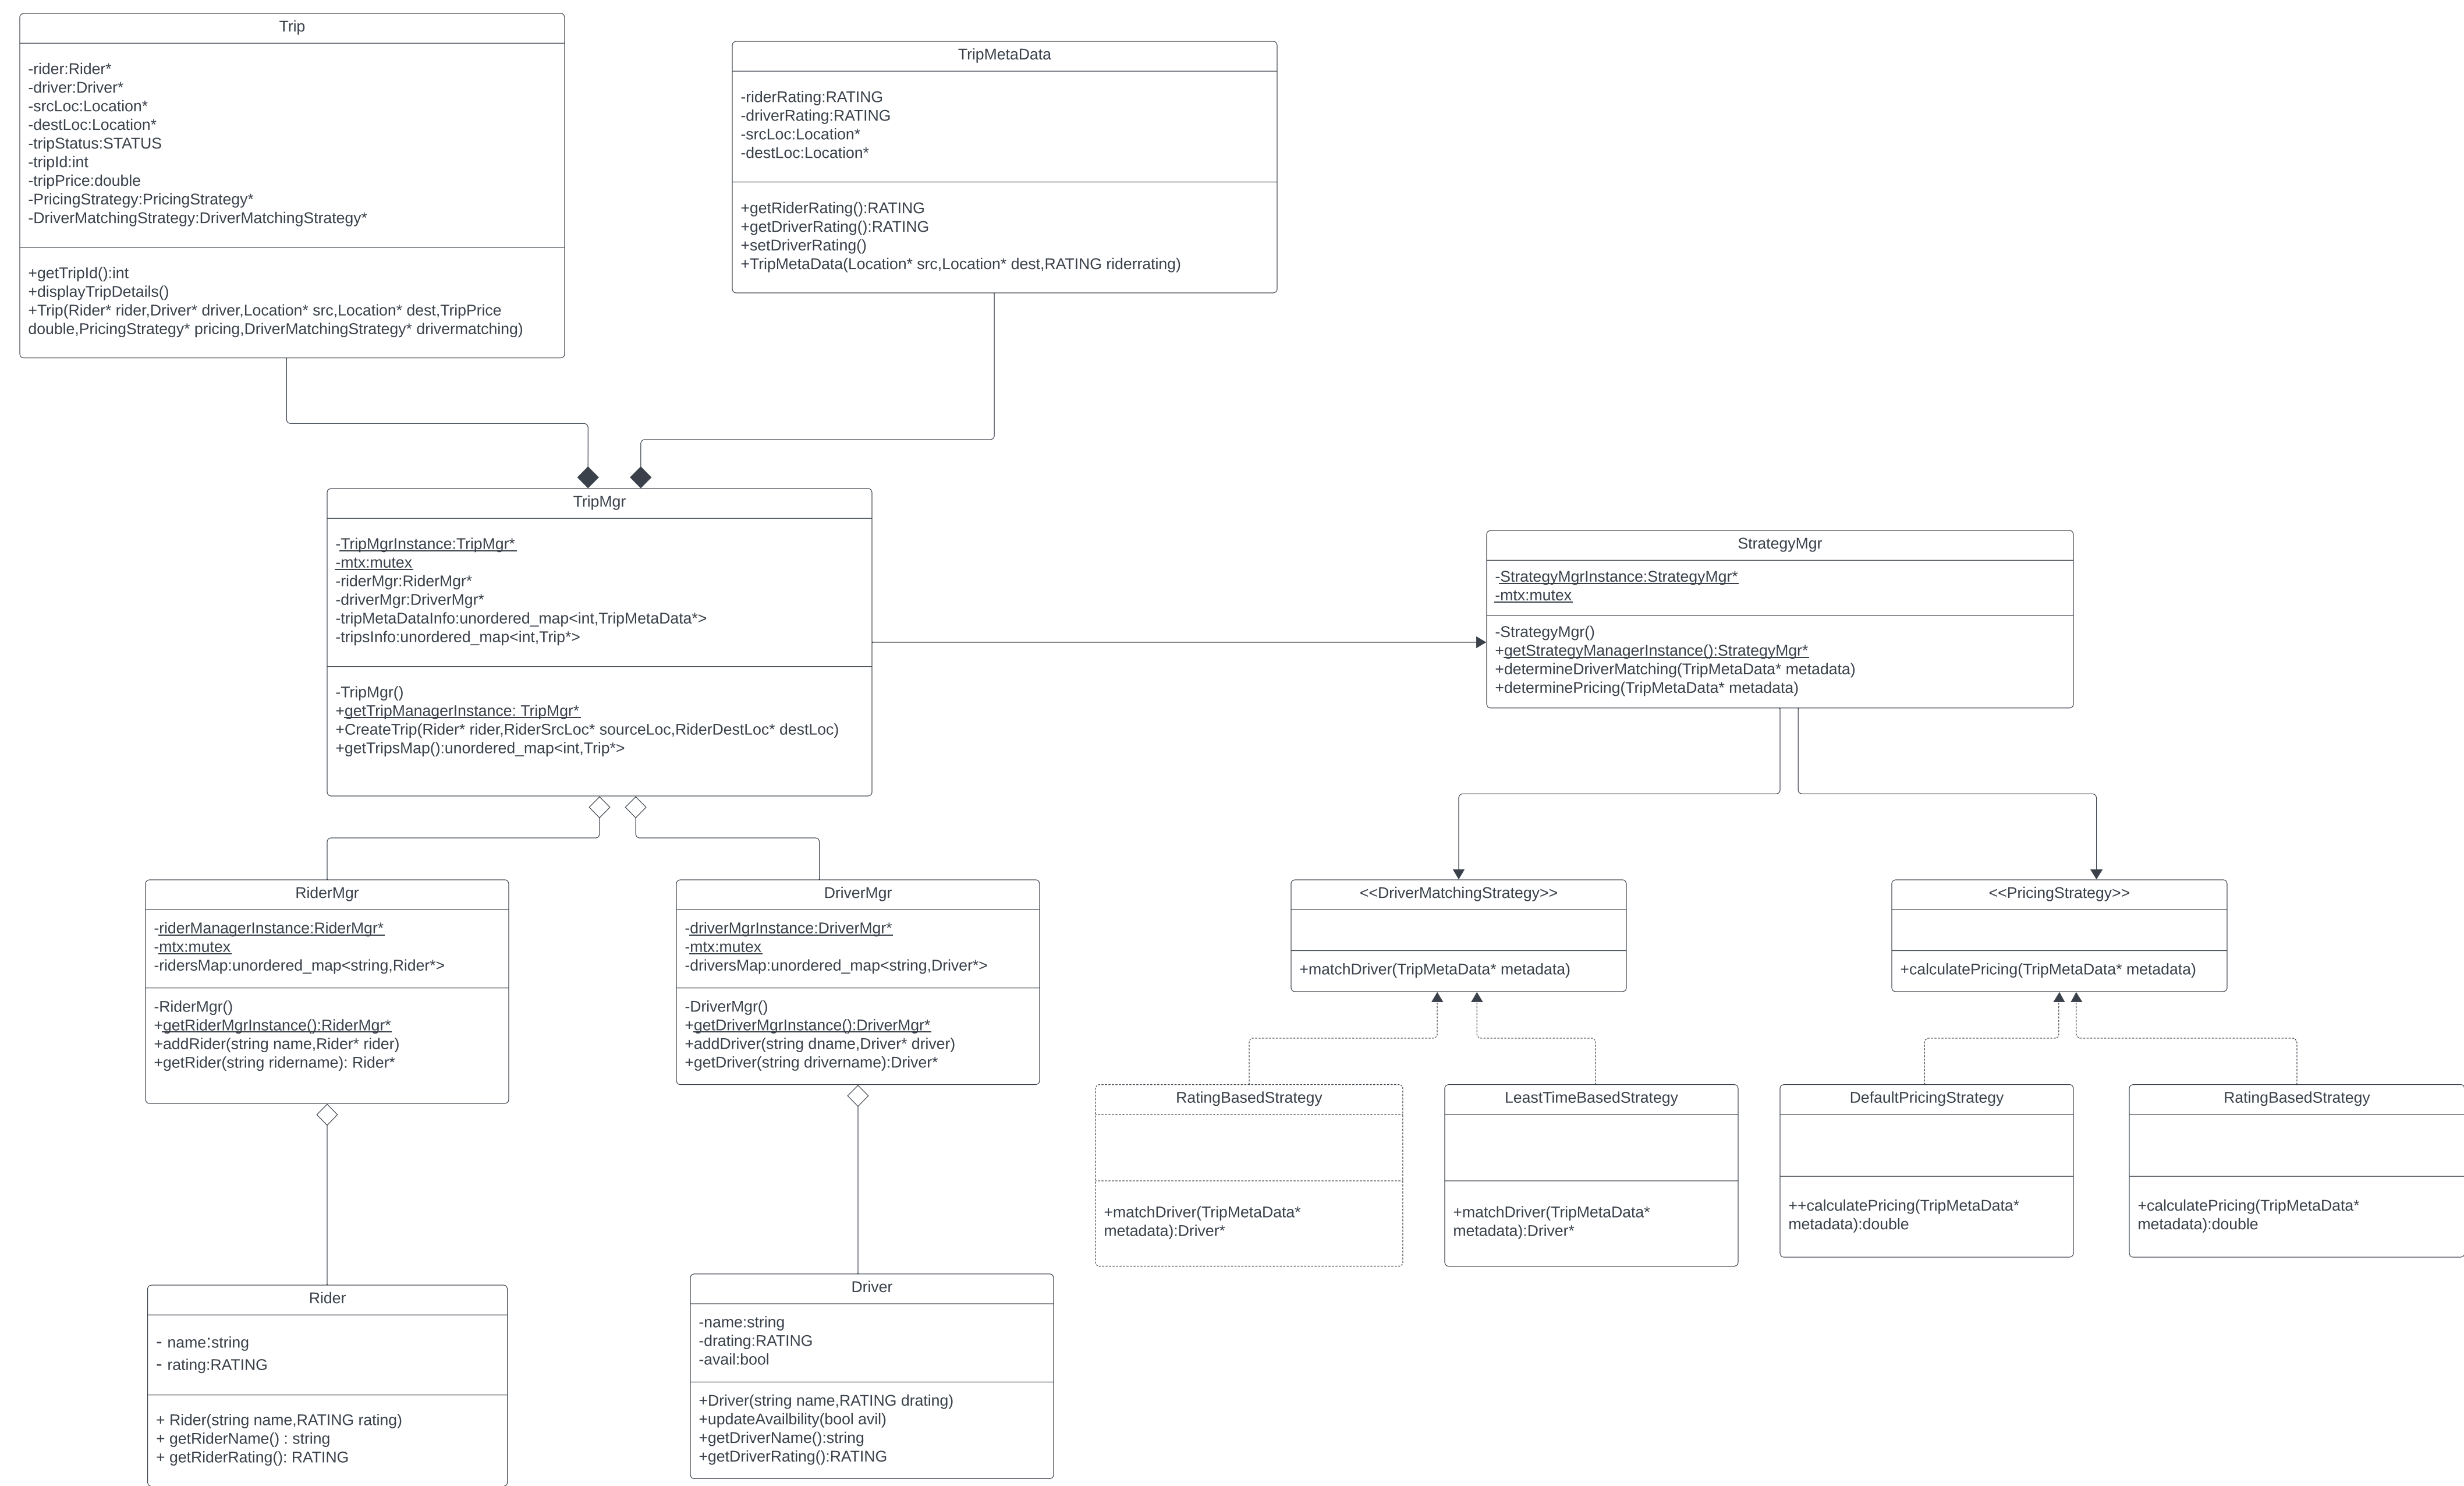 Trip
-rider:Rider*
-driver:Driver*
-srcLoc:Location*
-destLoc:Location*
-tripStatus:STATUS
-tripId:int
-tripPrice:double
-PricingStrategy:PricingStrategy*
-DriverMatchingStrategy:DriverMatchingStrategy*
+getTripId():int
+displayTripDetails()
+Trip(Rider* rider,Driver* driver,Location* src,Location* dest,TripPrice
double,PricingStrategy* pricing,DriverMatchingStrategy* drivermatching)
TripMetaData
-riderRating:RATING
-driverRating:RATING
-srcLoc:Location*
-destLoc:Location*
+getRiderRating():RATING
+getDriverRating():RATING
+setDriverRating()
+TripMetaData(Location* src,Location* dest,RATING riderrating)
TripMgr
-TripMgrInstance:TripMgr*
-mtx:mutex
-riderMgr:RiderMgr*
-driverMgr:DriverMgr*
-tripMetaDataInfo:unordered_map<int,TripMetaData*>
-tripsInfo:unordered_map<int,Trip*>
-TripMgr()
+getTripManagerInstance: TripMgr*
+CreateTrip(Rider* rider,RiderSrcLoc* sourceLoc,RiderDestLoc* destLoc)
+getTripsMap():unordered_map<int,Trip*>
StrategyMgr
-StrategyMgrInstance:StrategyMgr*
-mtx:mutex
-StrategyMgr()
+getStrategyManagerInstance():StrategyMgr*
+determineDriverMatching(TripMetaData* metadata)
+determinePricing(TripMetaData* metadata)
RiderMgr
-riderManagerInstance:RiderMgr*
-mtx:mutex
-ridersMap:unordered_map<string,Rider*>
-RiderMgr()
+getRiderMgrInstance():RiderMgr*
+addRider(string name,Rider* rider)
+getRider(string ridername): Rider*
DriverMgr
-driverMgrInstance:DriverMgr*
-mtx:mutex
-driversMap:unordered_map<string,Driver*>
-DriverMgr()
+getDriverMgrInstance():DriverMgr*
+addDriver(string dname,Driver* driver)
+getDriver(string drivername):Driver*
<<DriverMatchingStrategy>>
+matchDriver(TripMetaData* metadata)
<<PricingStrategy>>
+calculatePricing(TripMetaData* metadata)
RatingBasedStrategy
+matchDriver(TripMetaData*
metadata):Driver*
LeastTimeBasedStrategy
+matchDriver(TripMetaData*
metadata):Driver*
DefaultPricingStrategy
++calculatePricing(TripMetaData*
metadata):double
RatingBasedStrategy
+calculatePricing(TripMetaData*
metadata):double
Rider
- name:string
- rating:RATING
+ Rider(string name,RATING rating)
+ getRiderName() : string
+ getRiderRating(): RATING
Driver
-name:string
-drating:RATING
-avail:bool
+Driver(string name,RATING drating)
+updateAvailbility(bool avil)
+getDriverName():string
+getDriverRating():RATING